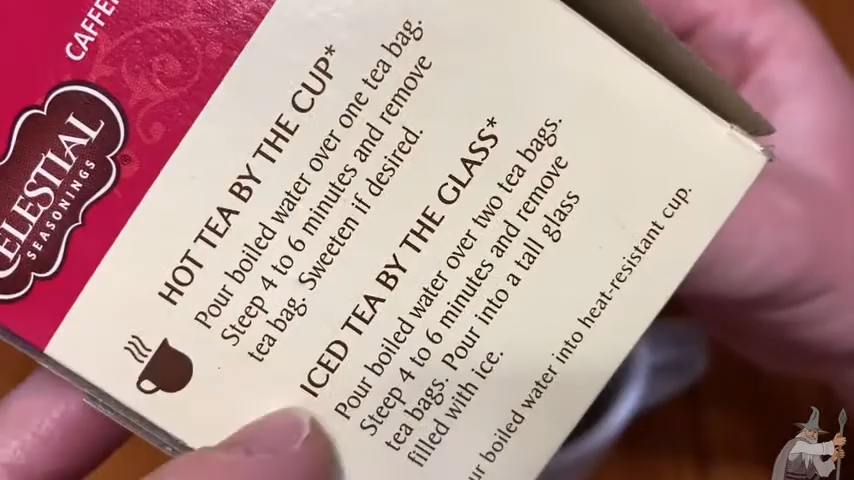 CELESTIAL
SEASONINGS
HOT TEA BY THE CUP*
Pour boiled water over one tea bag.
Steep 4 to 6 minutes and remove
tea bag. Sweeten if desired.
ICED TEA BY THE GLASS*
Pour boiled water over two tea bags.
Steep 4 to 6 minutes and remove
tea bags. Pour into a tall glass
filled with ice.
boiled water into heat-resistant cup.